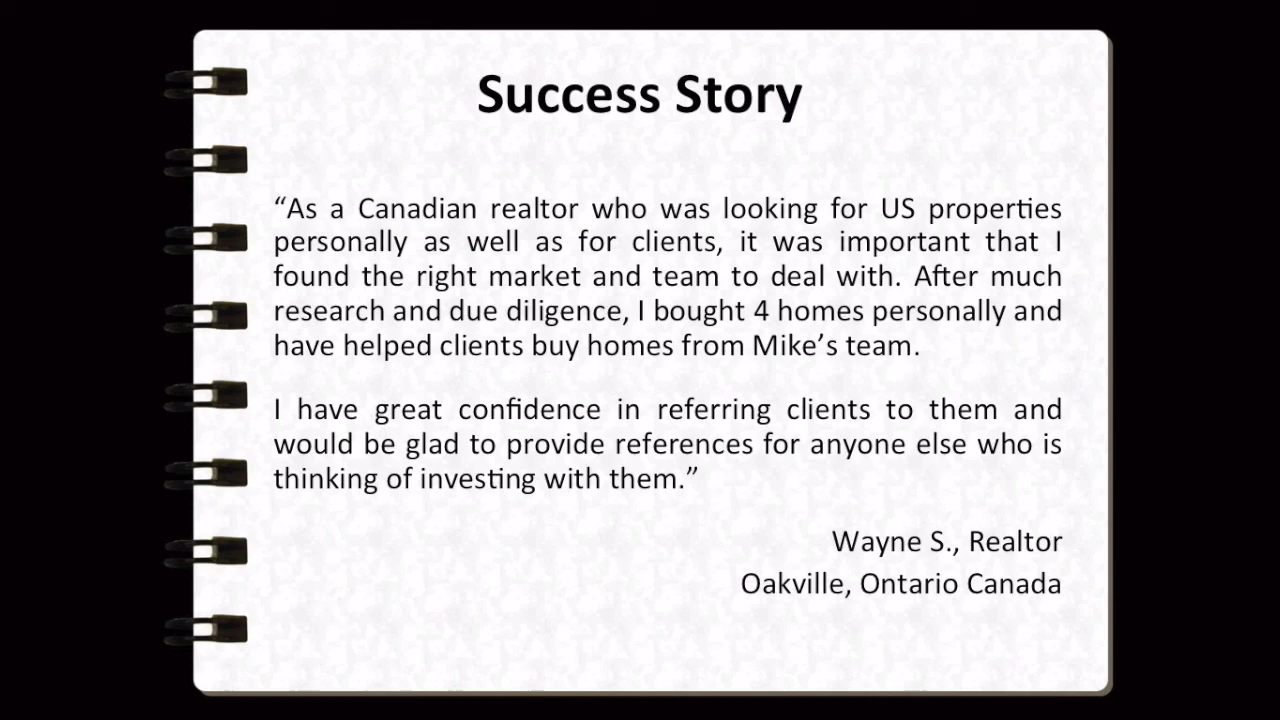 Success Story
“As a Canadian realtor who was looking for US properties
personally as well as for clients, it was important that I
found the right market and team to deal with. After much
research and due diligence, I bought 4 homes personally and
have helped clients buy homes from Mike’s team.
I have great confidence in referring clients to them and
would be glad to provide references for anyone else who is
thinking of investing with them.”
Wayne S., Realtor
Oakville, Ontario Canada